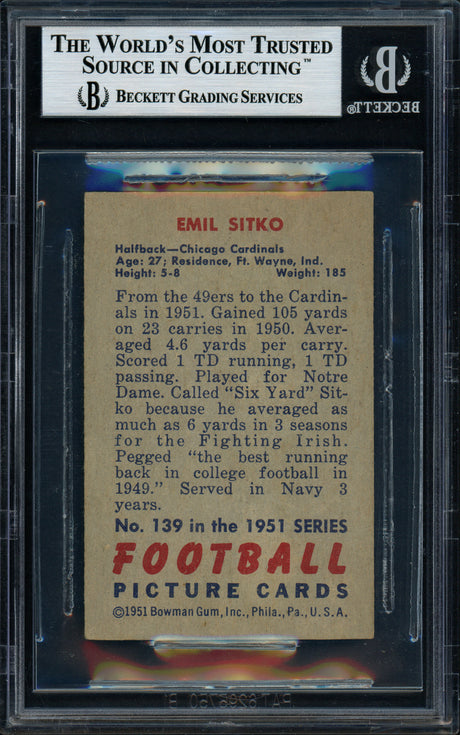 THE WORLD'S MOST TRUSTED
SOURCE IN COLLECTING™
B BECKETT GRADING SERVICES
B
BECKETT®
EMIL SITKO
Halfback—Chicago Cardinals
Age: 27; Residence, Ft. Wayne, Ind.
Height: 5-8 Weight: 185
From the 49ers to the Cardin-
als in 1951. Gained 105 yards
on 23 carries in 1950. Aver-
aged 4.6 yards per carry.
Scored 1 TD running, 1 TD
passing. Played for Notre
Dame. Called "Six Yard" Sit-
ko because he averaged as
much as 6 yards in 3 seasons
for the Fighting Irish.
Pegged "the best running
back in college football in
1949." Served in Navy 3
years.
No. 139 in the 1951 SERIES
FOOTBALL
PICTURE CARDS
©1951 Bowman Gum, Inc., Phila., Pa., U. S. A.